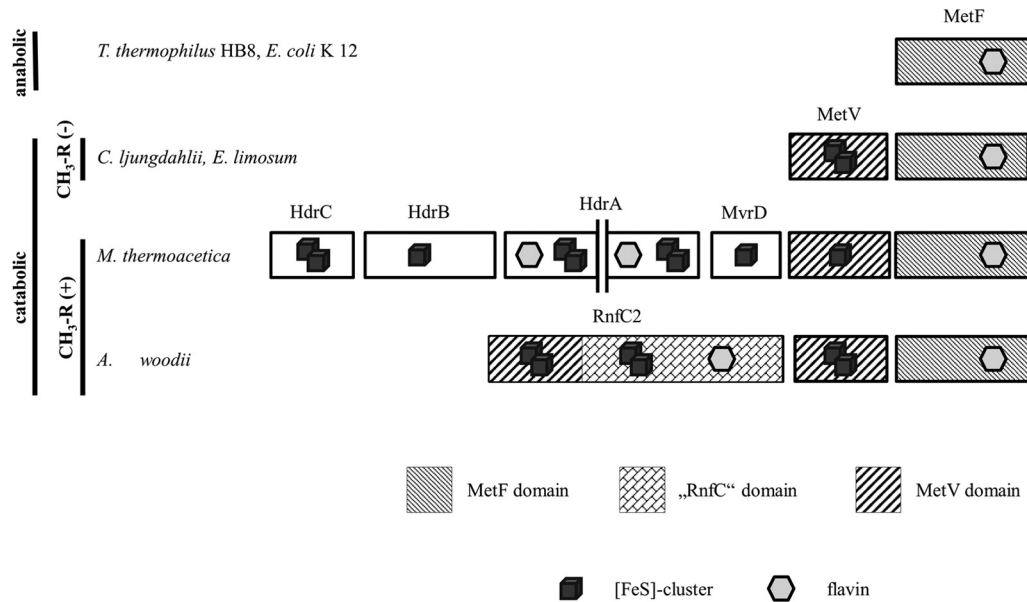 MetF
anabolic
T. thermophilus HB8, E. coli K 12
MetV
catabolic
CH₃-R (-)
C. ljungdahlii, E. limosum
HdrC HdrB HdrA MvrD
CH₃-R (+)
M. thermoacetica
RnfC2
A. woodii
MetF domain „RnfC“ domain MetV domain
[FeS]-cluster flavin